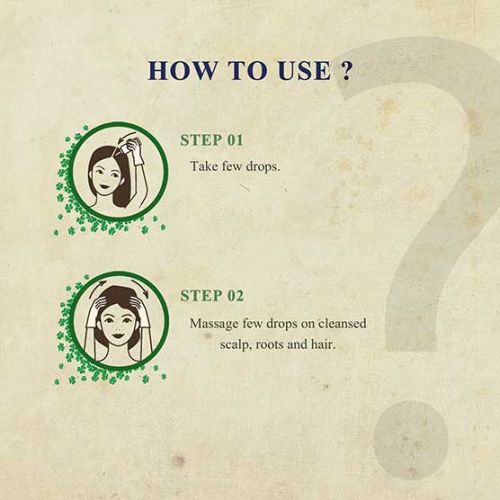 HOW TO USE ?
STEP 01
Take few drops.
STEP 02
Massage few drops on cleansed
scalp, roots and hair.